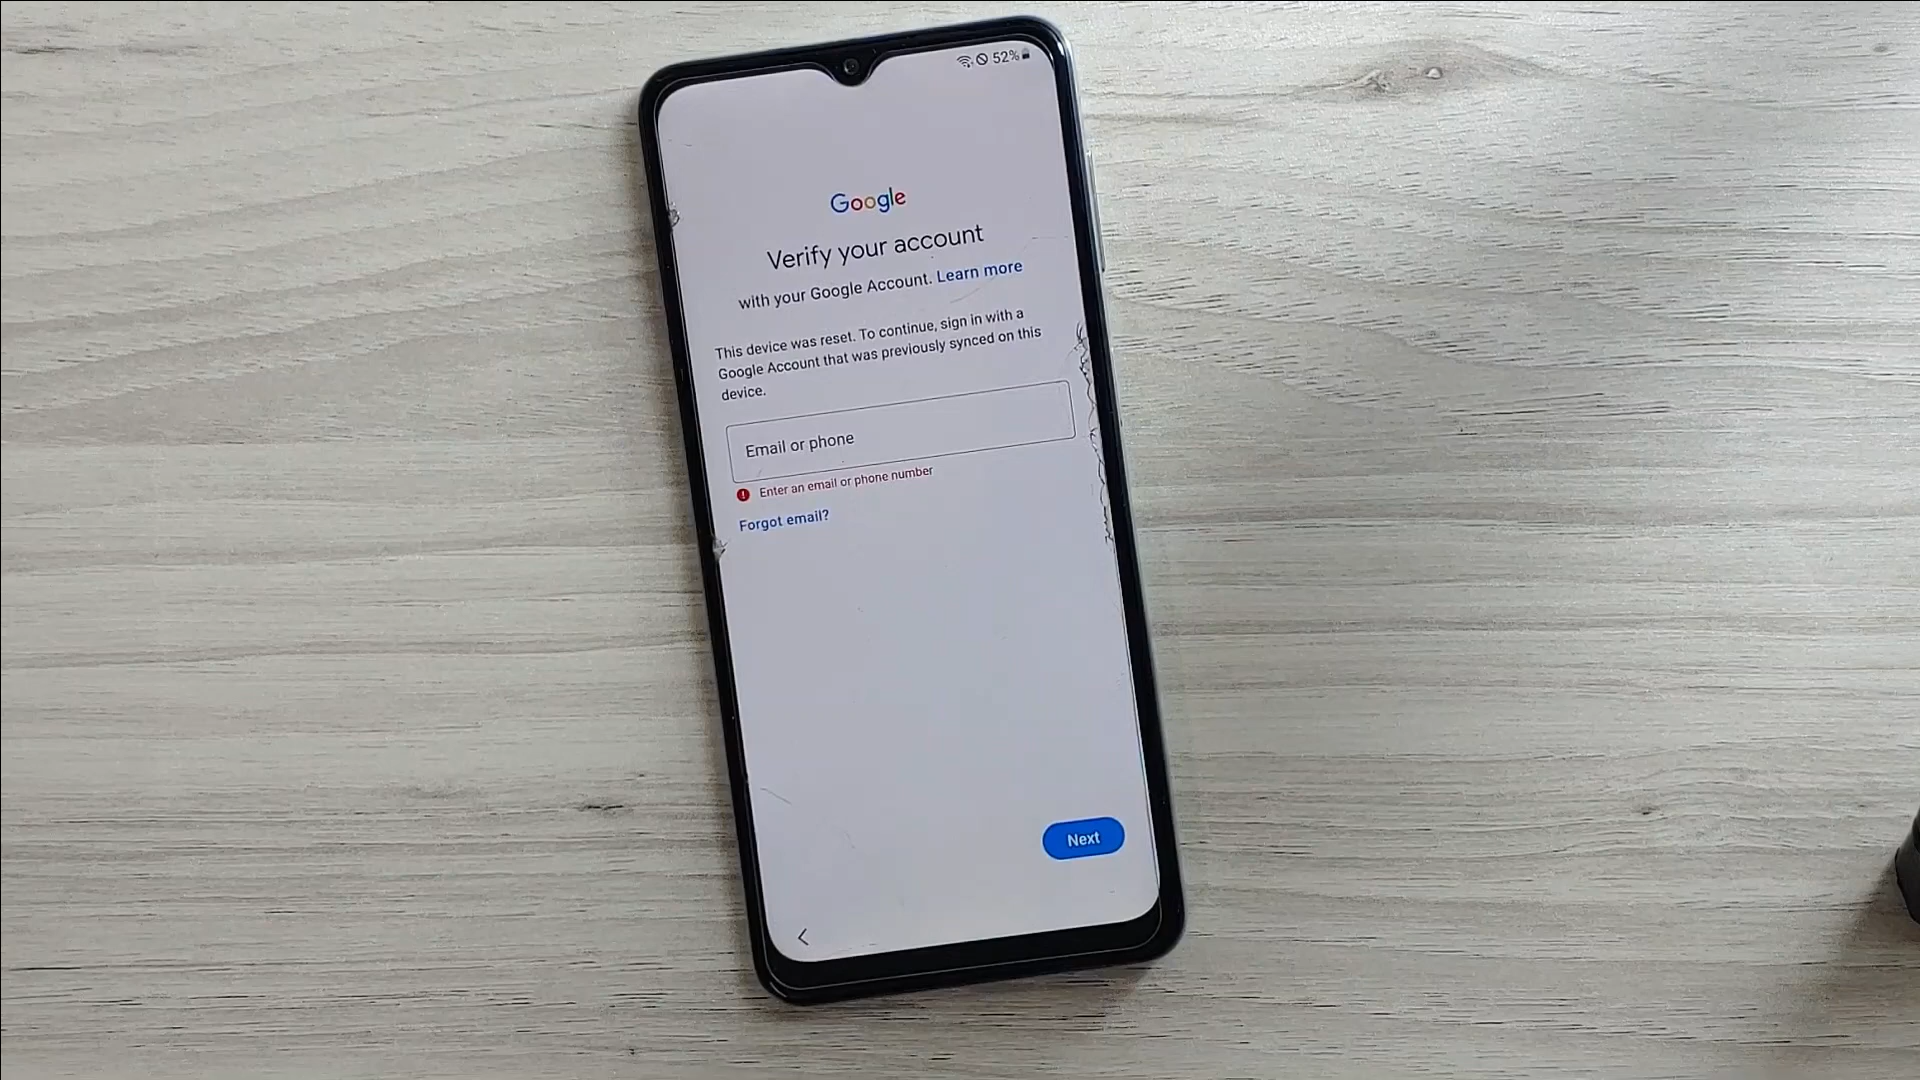 52%
Google
Verify your account
with your Google Account. Learn more
This device was reset. To continue, sign in with a
Google Account that was previously synced on this
device.
Email or phone
Enter an email or phone number
Forgot email?
Next